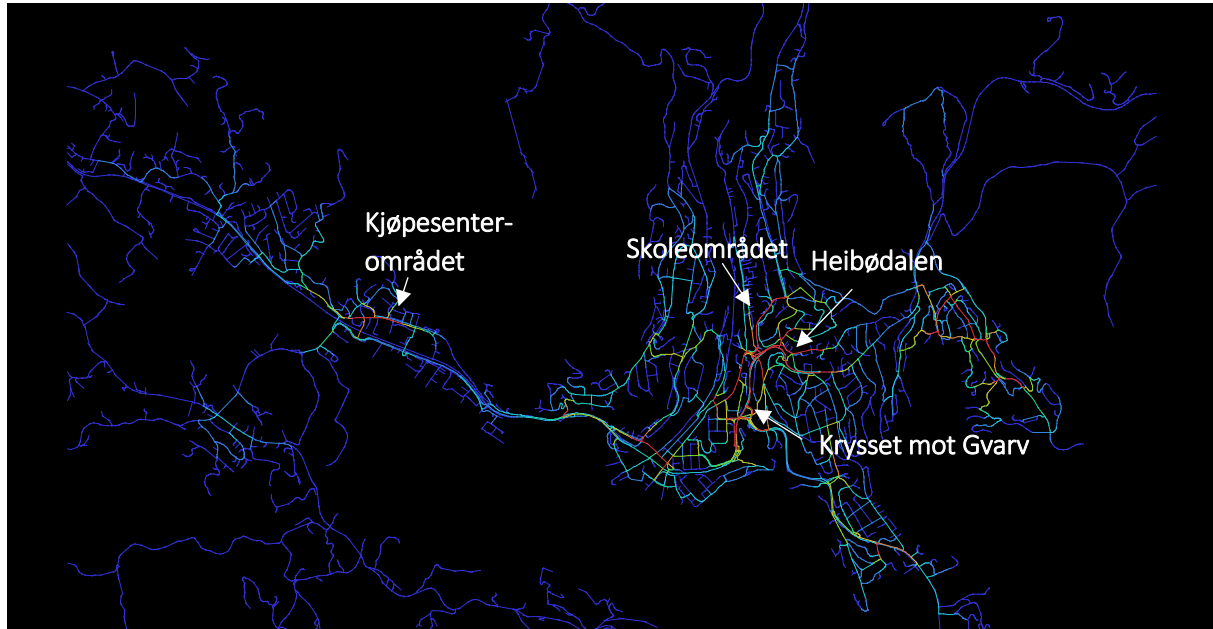 Kjøpesenter-
området
Skoleområdet
Heibødalen
Krysset mot Gvarv